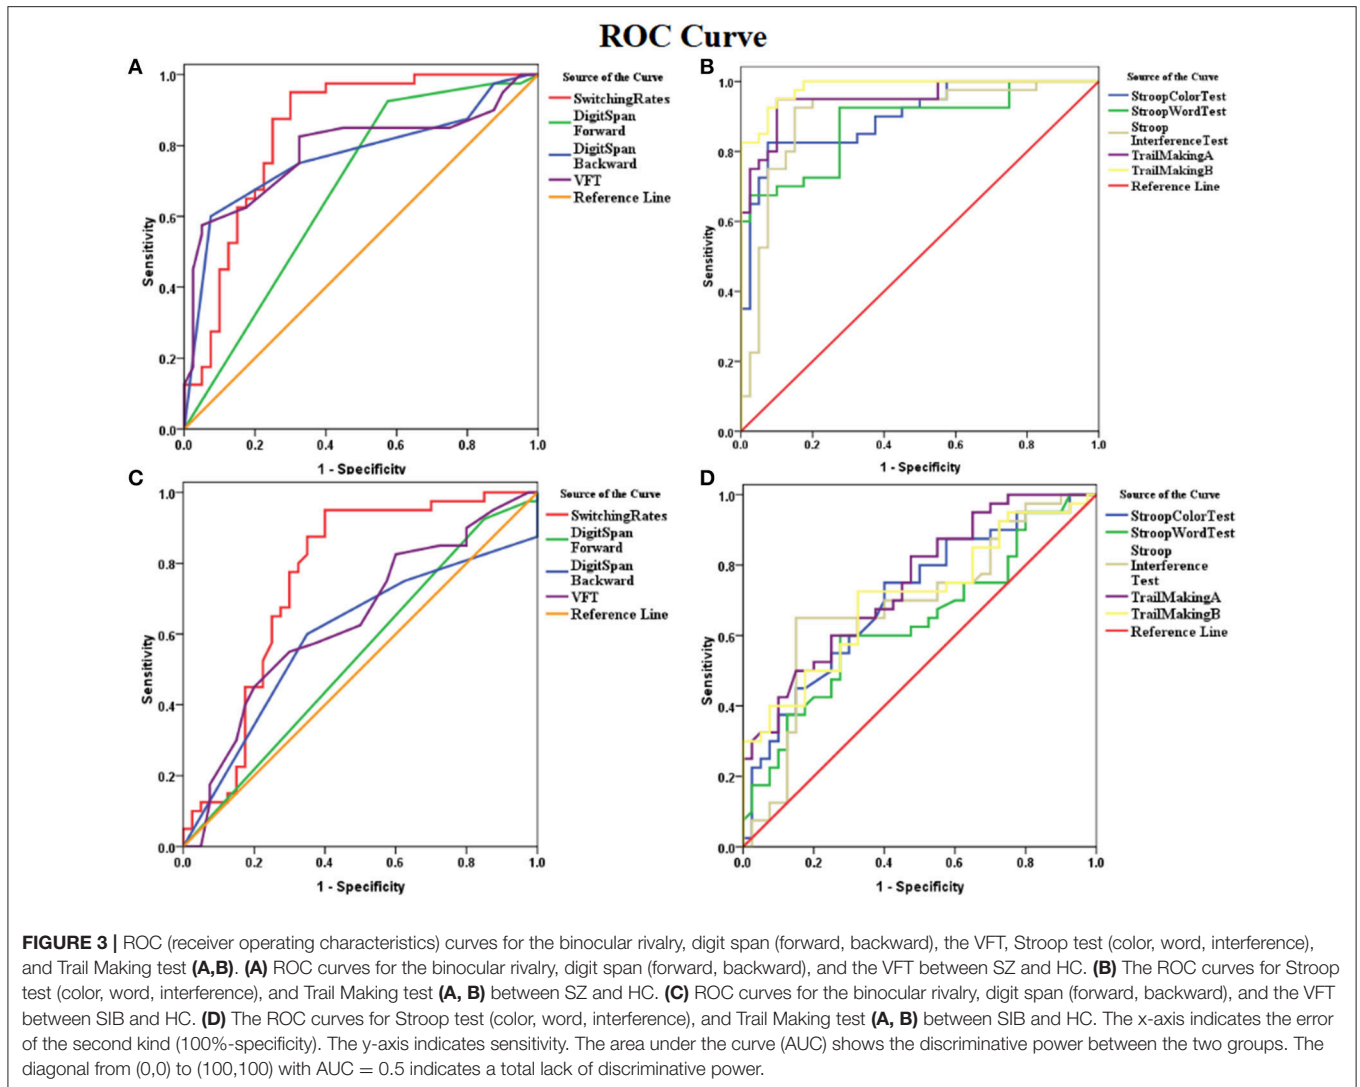 ROC Curve
A
Source of the Curve
SwitchingRates
DigitSpan
Forward
DigitSpan
Backward
VFT
Reference Line
Sensitivity
1.0
0.8
0.6
0.4
0.2
0.0
0.0 0.2 0.4 0.6 0.8 1.0
1 - Specificity
B
Source of the Curve
StroopColorTest
StroopWordTest
Stroop
InterferenceTest
TrailMakingA
TrailMakingB
Reference Line
Sensitivity
1.0
0.8
0.6
0.4
0.2
0.0
0.0 0.2 0.4 0.6 0.8 1.0
1 - Specificity
C
Source of the Curve
SwitchingRates
DigitSpan
Forward
DigitSpan
Backward
VFT
Reference Line
Sensitivity
1.0
0.8
0.6
0.4
0.2
0.0
0.0 0.2 0.4 0.6 0.8 1.0
1 - Specificity
D
Source of the Curve
StroopColorTest
StroopWordTest
Stroop
Interference
Test
TrailMakingA
TrailMakingB
Reference Line
Sensitivity
1.0
0.8
0.6
0.4
0.2
0.0
0.0 0.2 0.4 0.6 0.8 1.0
1 - Specificity
FIGURE 3 | ROC (receiver operating characteristics) curves for the binocular rivalry, digit span (forward, backward), the VFT, Stroop test (color, word, interference),
and Trail Making test (A,B). (A) ROC curves for the binocular rivalry, digit span (forward, backward), and the VFT between SZ and HC. (B) The ROC curves for Stroop
test (color, word, interference), and Trail Making test (A, B) between SZ and HC. (C) ROC curves for the binocular rivalry, digit span (forward, backward), and the VFT
between SIB and HC. (D) The ROC curves for Stroop test (color, word, interference), and Trail Making test (A, B) between SIB and HC. The x-axis indicates the error
of the second kind (100%-specificity). The y-axis indicates sensitivity. The area under the curve (AUC) shows the discriminative power between the two groups. The
diagonal from (0,0) to (100,100) with AUC = 0.5 indicates a total lack of discriminative power.